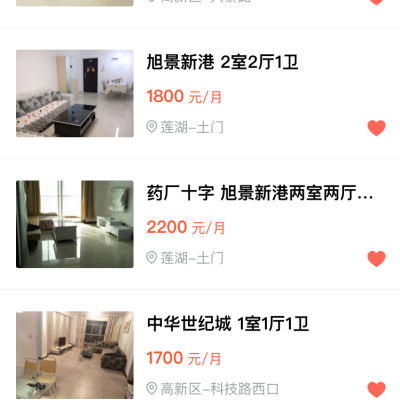 旭景新港 2室2厅1卫
1800 元/月
莲湖-土门
药厂十字 旭景新港两室两厅...
2200 元/月
莲湖-土门
中华世纪城 1室1厅1卫
1700 元/月
高新区-科技路西口